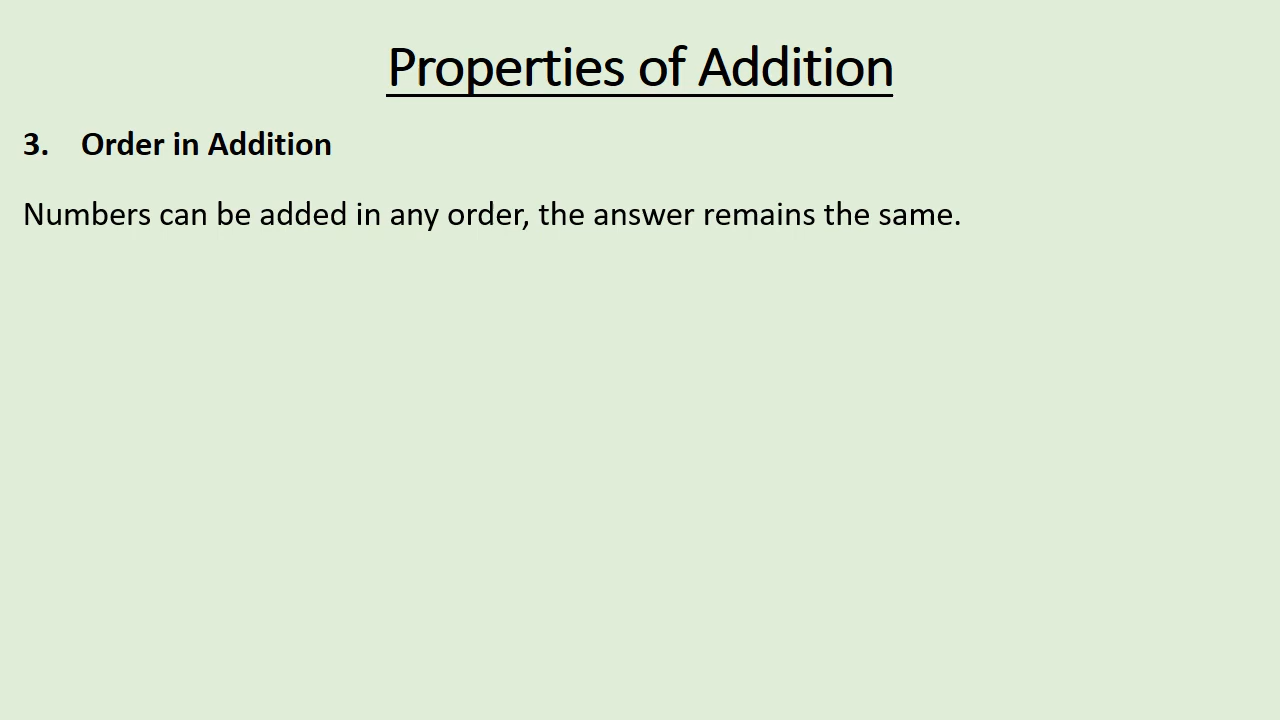 Properties of Addition
3. Order in Addition
Numbers can be added in any order, the answer remains the same.